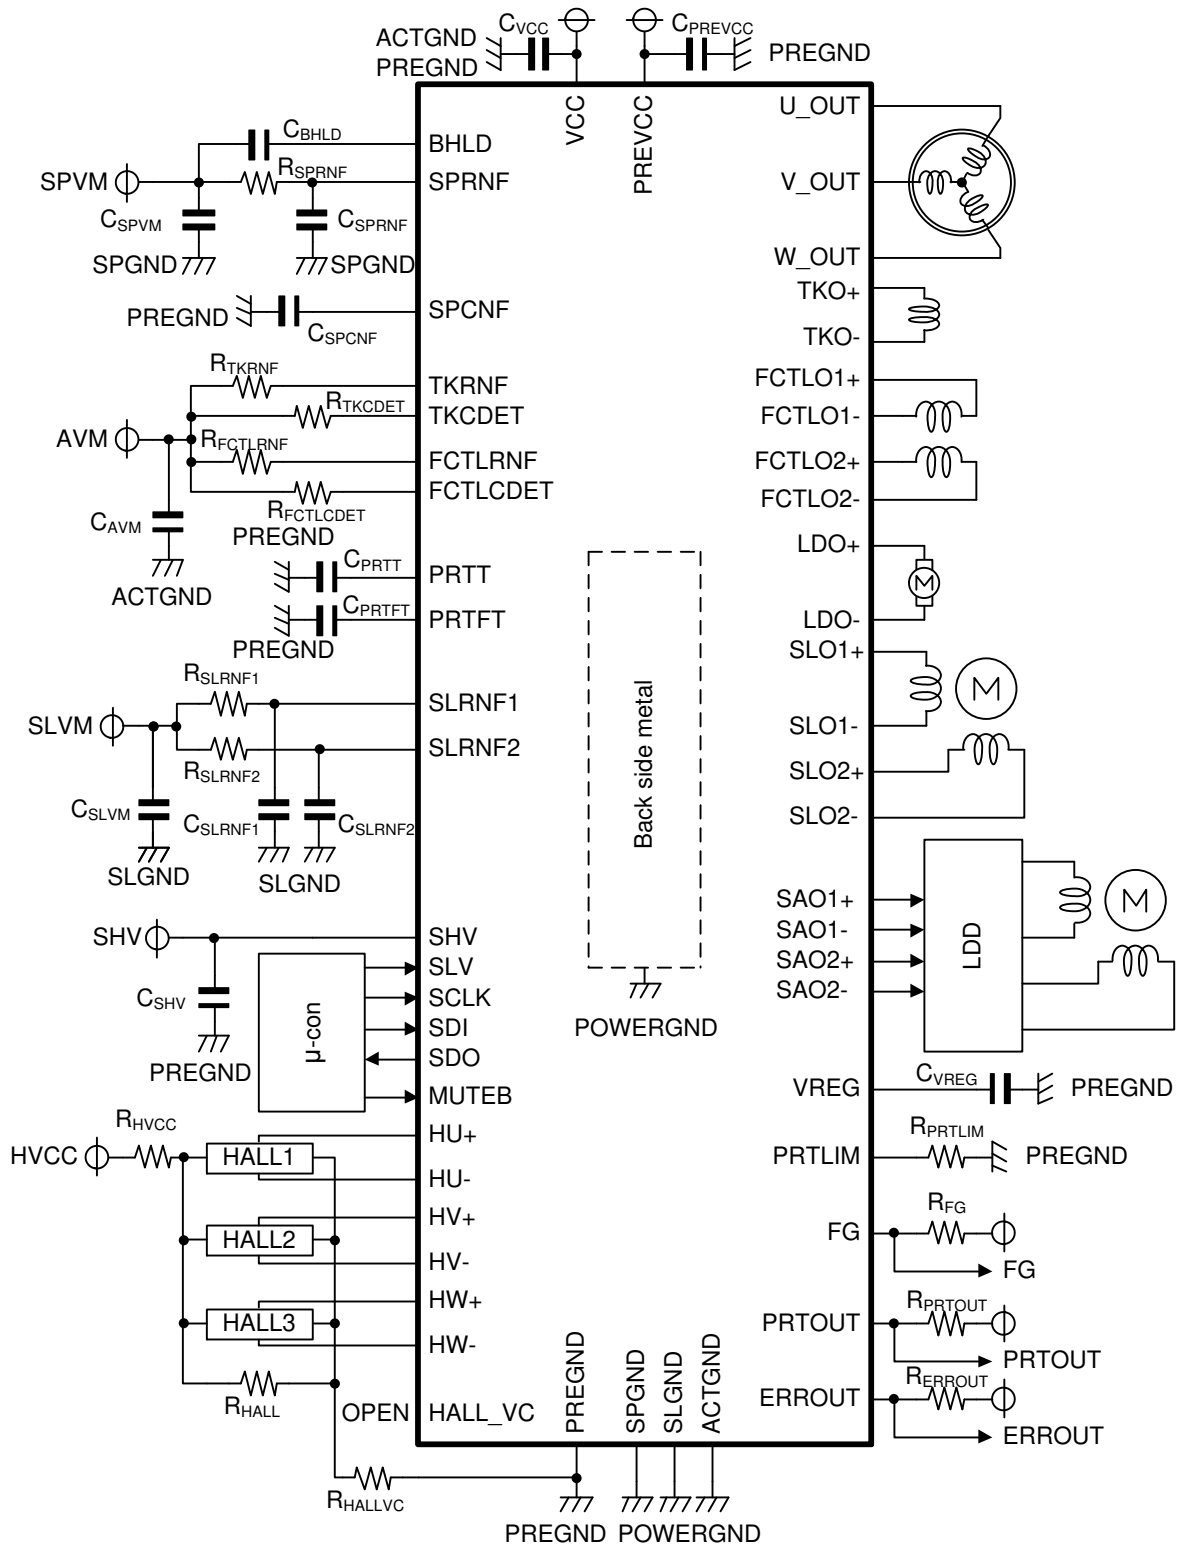 ACTGND
PREGND
CVCC
CPREVCC
PREGND
VCC
PREVCC
U_OUT
CBHLD
BHLD
SPVM
RSPRNF
SPRNF
V_OUT
CSPVM
CSPRNF
SPGND
SPGND
W_OUT
TKO+
PREGND
CSPCNF
SPCNF
TKO-
RTKRNF
TKRNF
FCTLO1+
RTKCDET
TKCDET
FCTLO1-
AVM
RFCTLRNF
FCTLRNF
FCTLO2+
RFCTLCDET
FCTLCDET
FCTLO2-
CAVM
ACTGND
PREGND
CPRTT
PRTT
LDO+
M
CPRTFT
PRTFT
LDO-
PREGND
SLO1+
RSLRNF1
SLRNF1
M
SLVM
SLO1-
RSLRNF2
SLRNF2
SLO2+
CSLVM
CSLRNF1
CSLRNF2
SLO2-
SLGND
SLGND
Back side metal
POWERGND
SAO1+
SAO1-
SAO2+
SAO2-
LDD
M
SHV
SHV
CSHV
PREGND
μ-con
SLV
SCLK
SDI
SDO
MUTEB
VREG
CVREG
PREGND
RHVCC
HVCC
HALL1
HU+
HU-
PRTLIM
RPRTLIM
PREGND
HALL2
HV+
HV-
FG
RFG
FG
HALL3
HW+
HW-
PRTOUT
RPRTOUT
PRTOUT
RHALL
OPEN
HALL_VC
PREGND
SPGND
SLGND
ACTGND
ERROUT
RERROUT
ERROUT
RHALLVC
PREGND
POWERGND